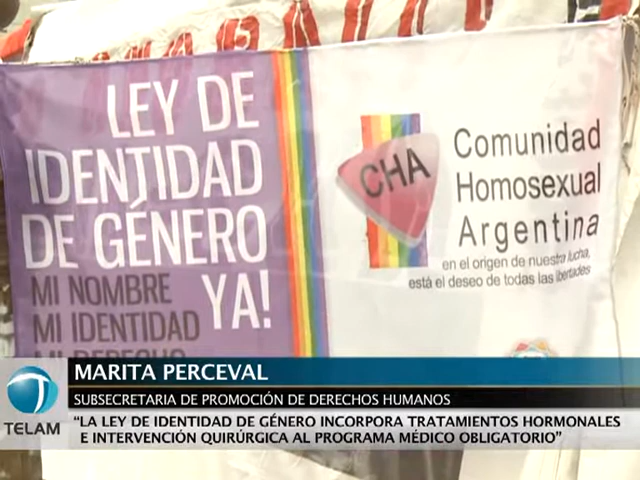 LEY DE
IDENTIDAD
DE GÉNERO
YA!
MI NOMBRE
MI IDENTIDAD
MI DERECHO
CHA
Comunidad
Homosexual
Argentina
en el origen de nuestra lucha,
está el deseo de todas las libertades
MARITA PERCEVAL
SUBSECRETARIA DE PROMOCIÓN DE DERECHOS HUMANOS
“LA LEY DE IDENTIDAD DE GÉNERO INCORPORA TRATAMIENTOS HORMONALES
E INTERVENCIÓN QUIRÚRGICA AL PROGRAMA MÉDICO OBLIGATORIO”
TELAM